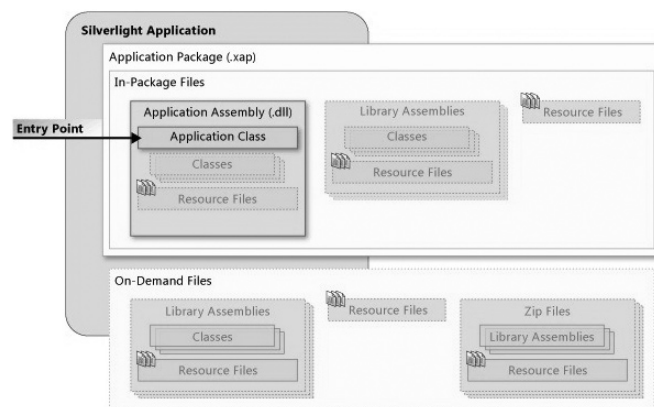 Silverlight Application
Application Package (.xap)
In-Package Files
Application Assembly (.dll)
Library Assemblies
Resource Files
Entry Point
Application Class
Classes
Classes
Resource Files
Resource Files
On-Demand Files
Library Assemblies
Resource Files
Zip Files
Classes
Library Assemblies
Resource Files
Resource Files